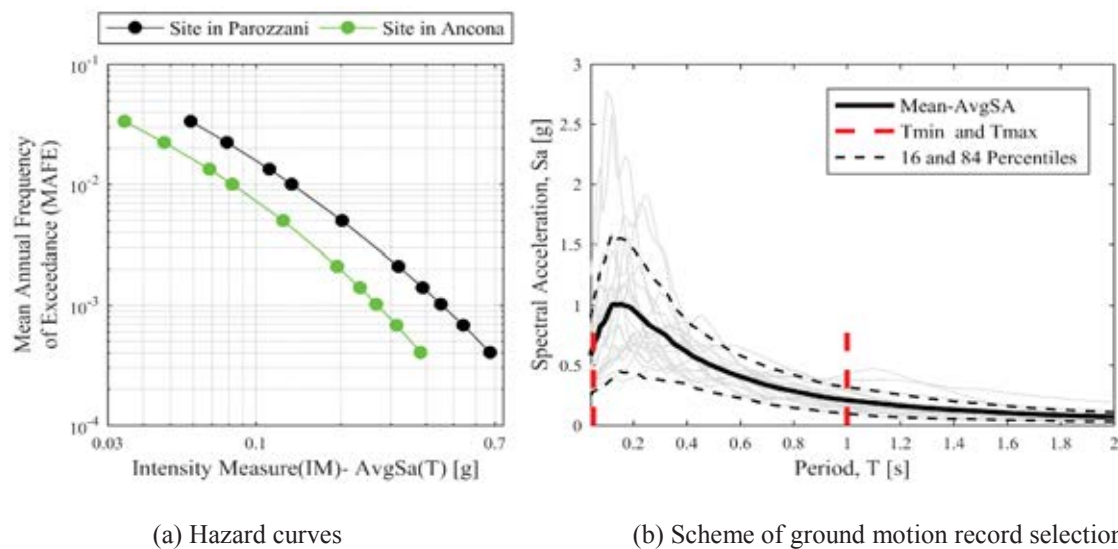 Site in Parozzani
Site in Ancona
10-1
10-2
10-3
10-4
Mean Annual Frequency
of Exceedance (MAFE)
0.03
0.1
0.7
Intensity Measure(IM)- AvgSa(T) [g]
3
2.5
2
1.5
1
0.5
0
Spectral Acceleration, Sa [g]
Mean-AvgSA
Tmin and Tmax
16 and 84 Percentiles
0.2
0.4
0.6
0.8
1
1.2
1.4
1.6
1.8
2
Period, T [s]
(a) Hazard curves
(b) Scheme of ground motion record selection